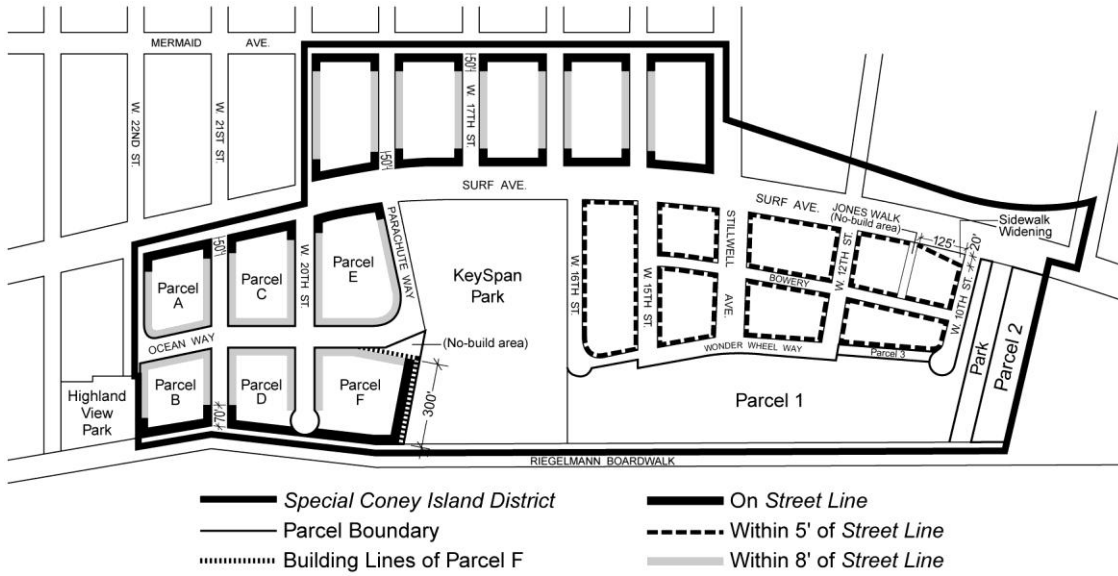 MERMAID AVE.
50'
W. 22ND ST.
W. 21ST ST.
W. 17TH ST.
50'
SURF AVE.
SURF AVE.
JONES WALK
(No-build area)
Sidewalk
Widening
125'
20'
PARACHUTE WAY
STILLWELL
AVE.
W. 12TH ST.
50'
W. 20TH ST.
Parcel
E
Parcel
C
Parcel
A
KeySpan
Park
W. 16TH ST.
W. 15TH ST.
BOWERY
W. 10TH ST.
OCEAN WAY
(No-build area)
WONDER WHEEL WAY
Parcel 3
Park
Parcel 2
Highland
View
Park
Parcel
B
Parcel
D
Parcel
F
70'
300'
Parcel 1
RIEGELMANN BOARDWALK
Special Coney Island District
Parcel Boundary
Building Lines of Parcel F
On Street Line
Within 5' of Street Line
Within 8' of Street Line